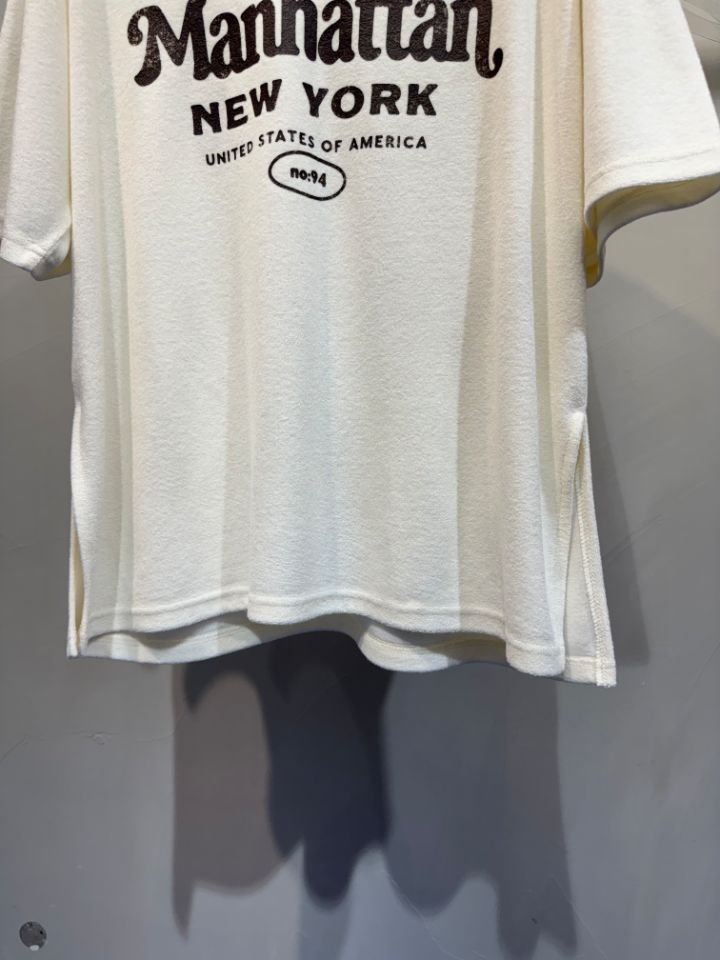 Manhattan
NEW YORK
UNITED STATES OF AMERICA
no:94